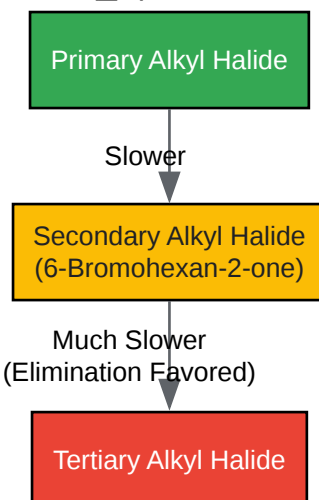 Primary Alkyl Halide
Slower
Secondary Alkyl Halide
(6-Bromohexan-2-one)
Much Slower
(Elimination Favored)
Tertiary Alkyl Halide